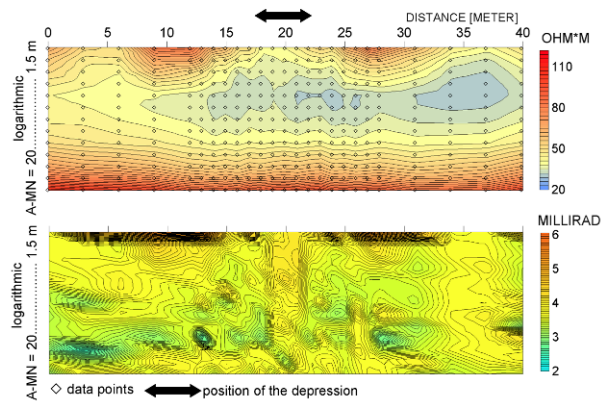 DISTANCE [METER]
0 5 10 15 20 25 30 35 40
OHM*M
A-MN = 20 ........ logarithmic ........ 1.5 m
110
80
50
20
MILLIRAD
A-MN = 20 ........ logarithmic ........ 1.5 m
6
5
4
3
2
data points
position of the depression